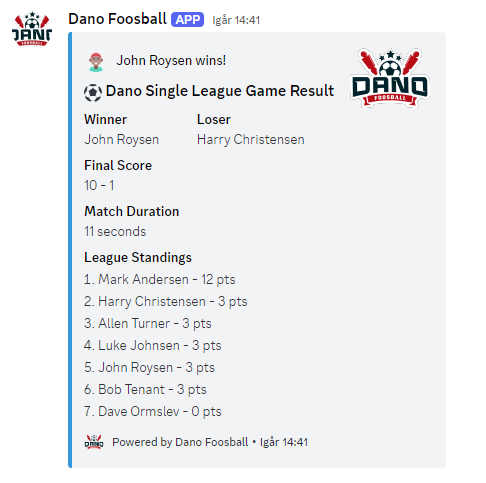 Dano Foosball APP Igår 14:41
DANO
John Roysen wins!
DANO
FOOSBALL
Dano Single League Game Result
Winner Loser
John Roysen Harry Christensen
Final Score
10 - 1
Match Duration
11 seconds
League Standings
1. Mark Andersen - 12 pts
2. Harry Christensen - 3 pts
3. Allen Turner - 3 pts
4. Luke Johnsen - 3 pts
5. John Roysen - 3 pts
6. Bob Tenant - 3 pts
7. Dave Ormslev - 0 pts
DANO
Powered by Dano Foosball • Igår 14:41